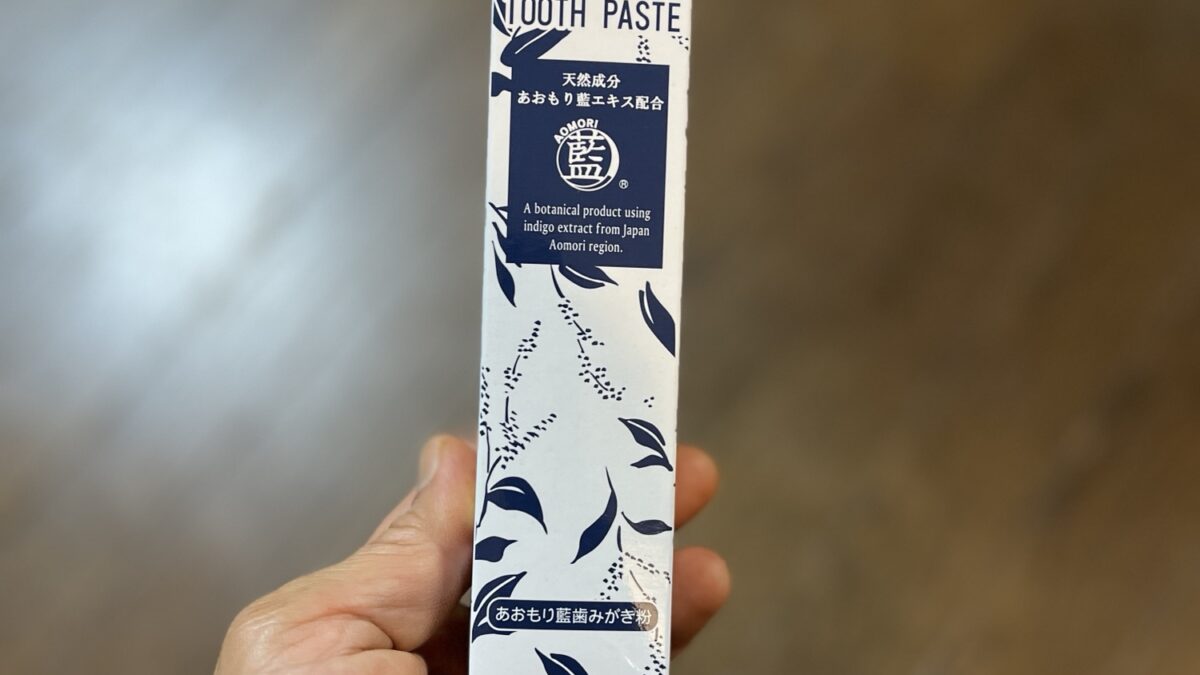 TOOTH PASTE
天然成分
あおもり藍エキス配合
AOMORI
藍
®
A botanical product using
indigo extract from Japan
Aomori region.
あおもり藍歯みがき粉